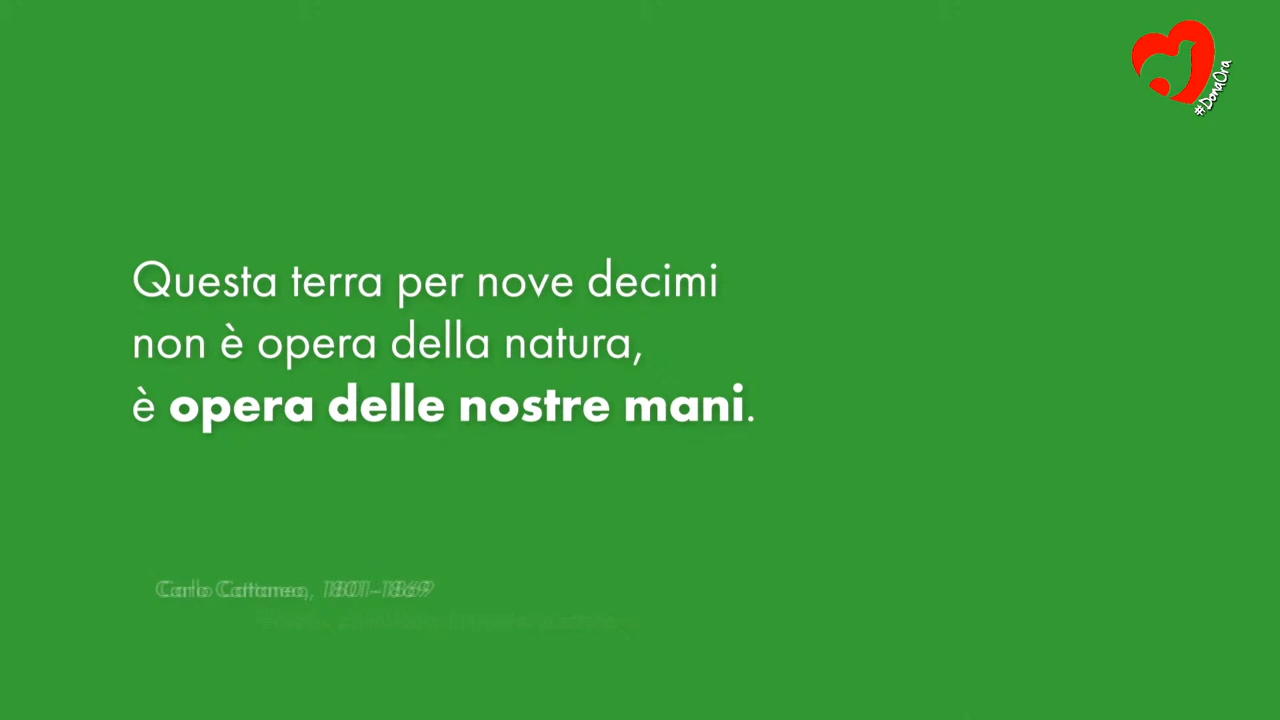 #DonaOra
Questa terra per nove decimi
non è opera della natura,
è opera delle nostre mani.
Carlo Cattaneo, 1801–1869